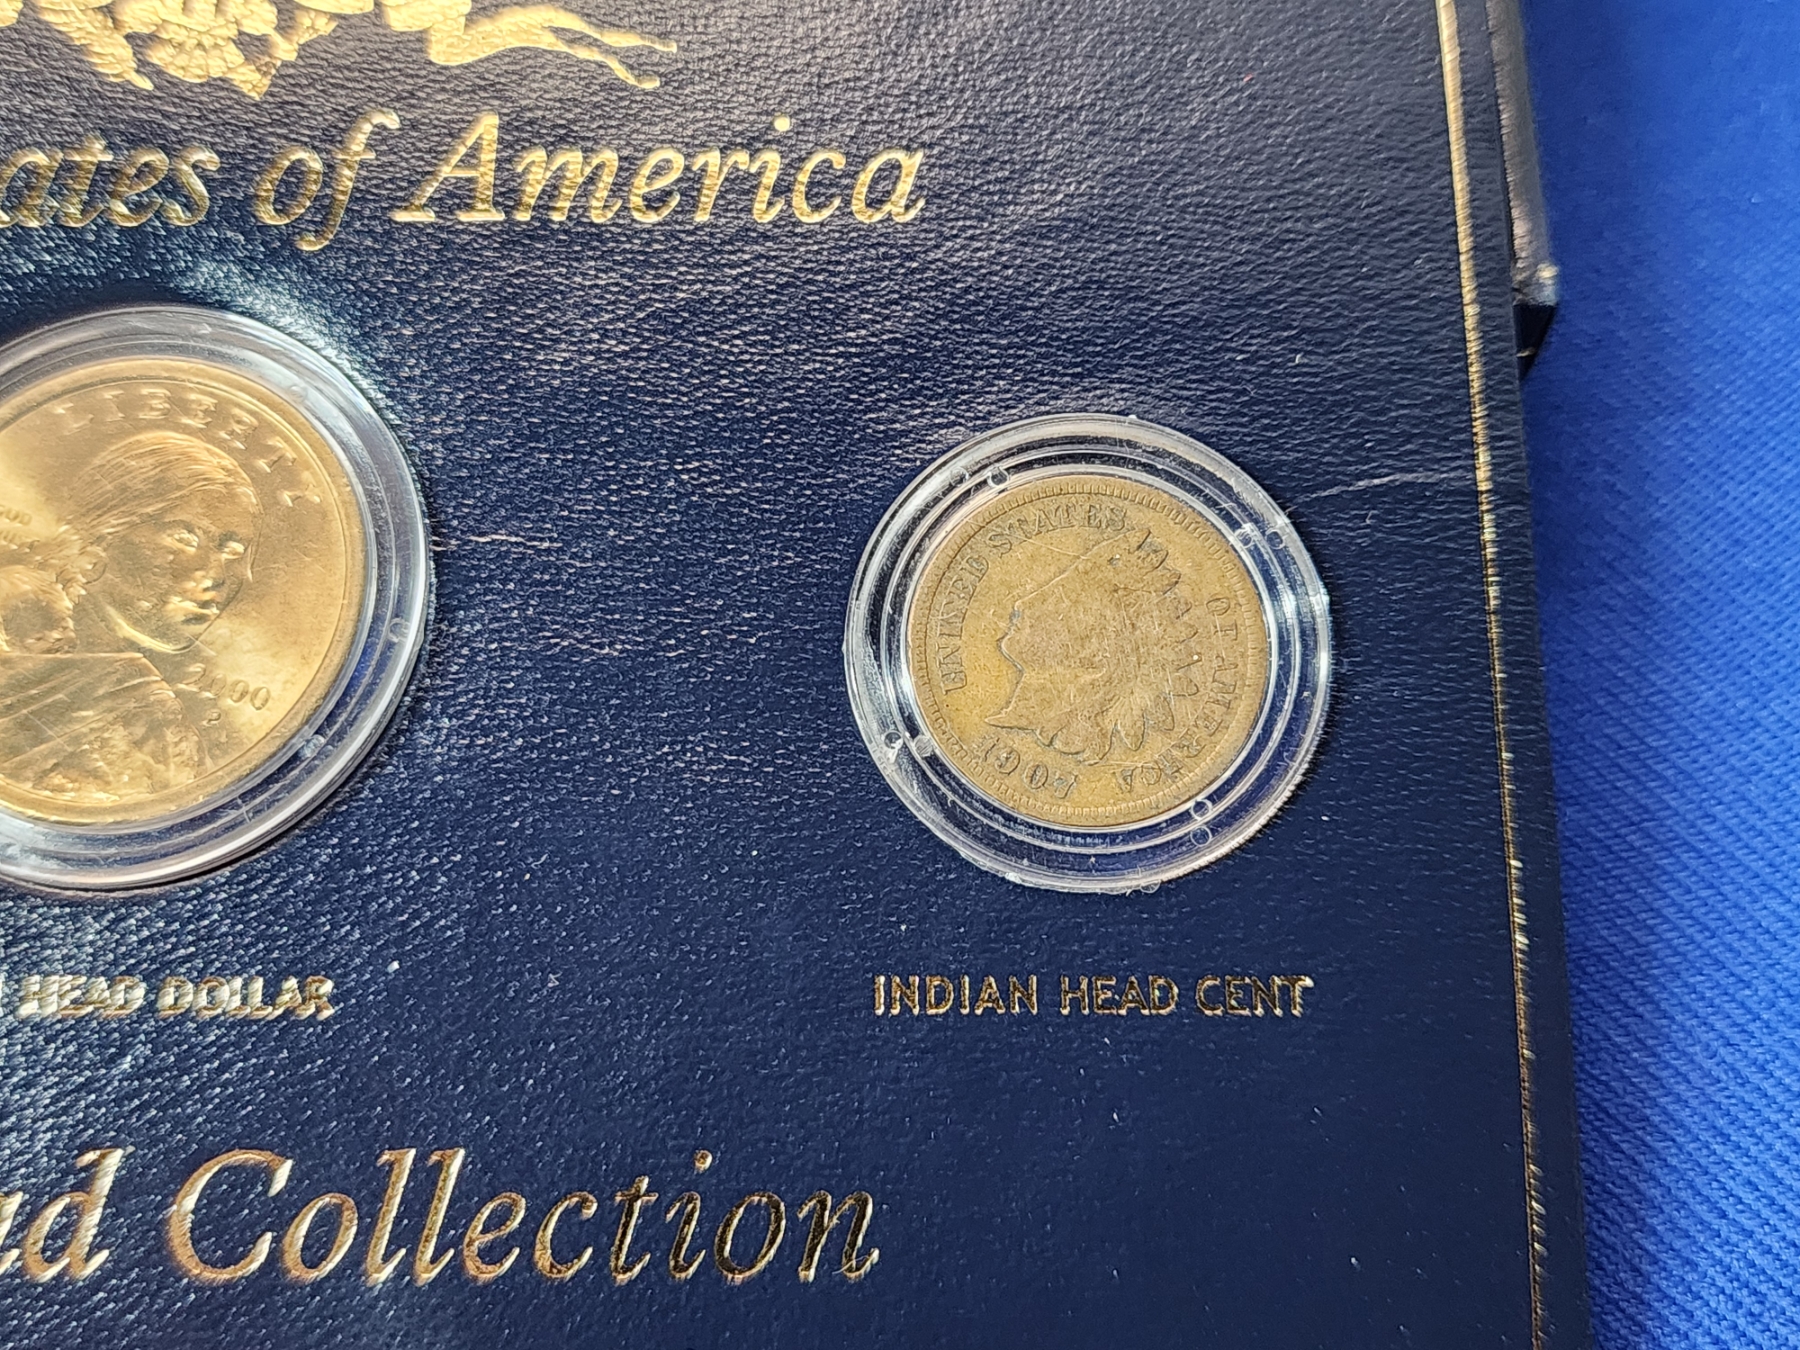 ates of America
LIBERTY
2000
P
UNITED STATES OF AMERICA
1907
HEAD DOLLAR
INDIAN HEAD CENT
ad Collection